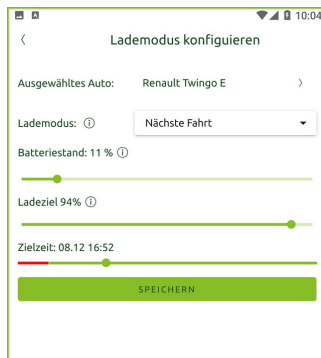 10:04
Lademodus konfigurieren
Ausgewähltes Auto: Renault Twingo E
Lademodus: Nächste Fahrt
Batteriestand: 11 %
Ladeziel 94%
Zielzeit: 08.12 16:52
SPEICHERN